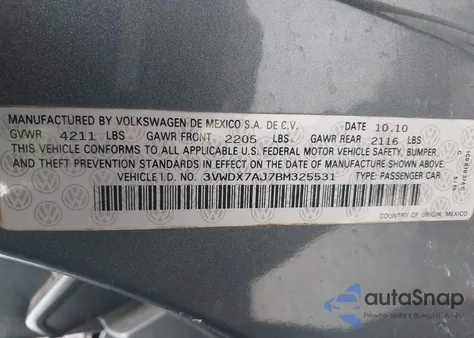 MANUFACTURED BY VOLKSWAGEN DE MEXICO S.A. DE C.V. DATE 10.10
GVWR 4211 LBS GAWR FRONT 2205 LBS GAWR REAR 2116 LBS
THIS VEHICLE CONFORMS TO ALL APPLICABLE U.S. FEDERAL MOTOR VEHICLE SAFETY, BUMPER,
AND THEFT PREVENTION STANDARDS IN EFFECT ON THE DATE OF MANUFACTURE SHOWN ABOVE.
VEHICLE I.D. NO. 3VWDX7AJ7BM325531 TYPE: PASSENGER CAR
COUNTRY OF ORIGIN, MEXICO
autoSnap